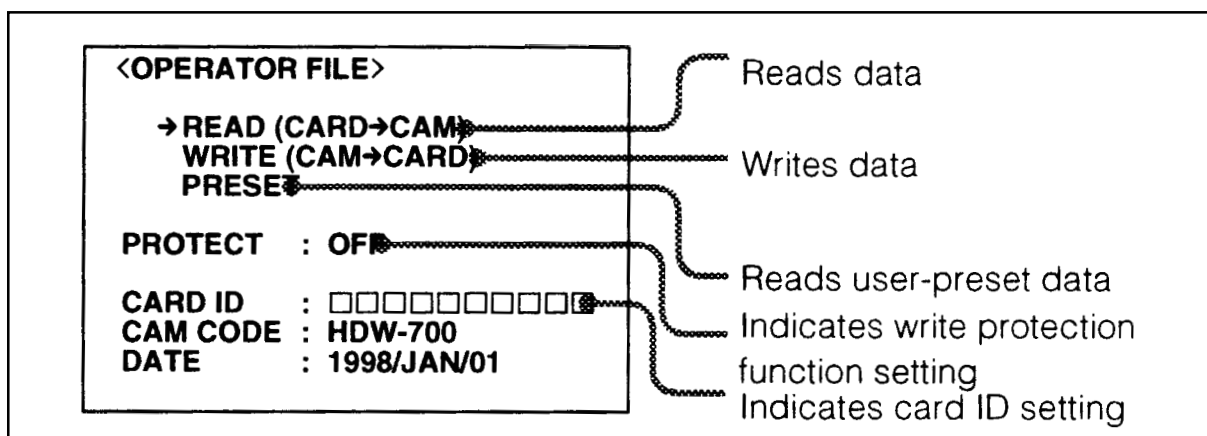 <OPERATOR FILE>
→READ (CARD→CAM)
WRITE (CAM→CARD)
PRESET
PROTECT : OFF
CARD ID : □□□□□□□□□□
CAM CODE : HDW-700
DATE : 1998/JAN/01
Reads data
Writes data
Reads user-preset data
Indicates write protection
function setting
Indicates card ID setting